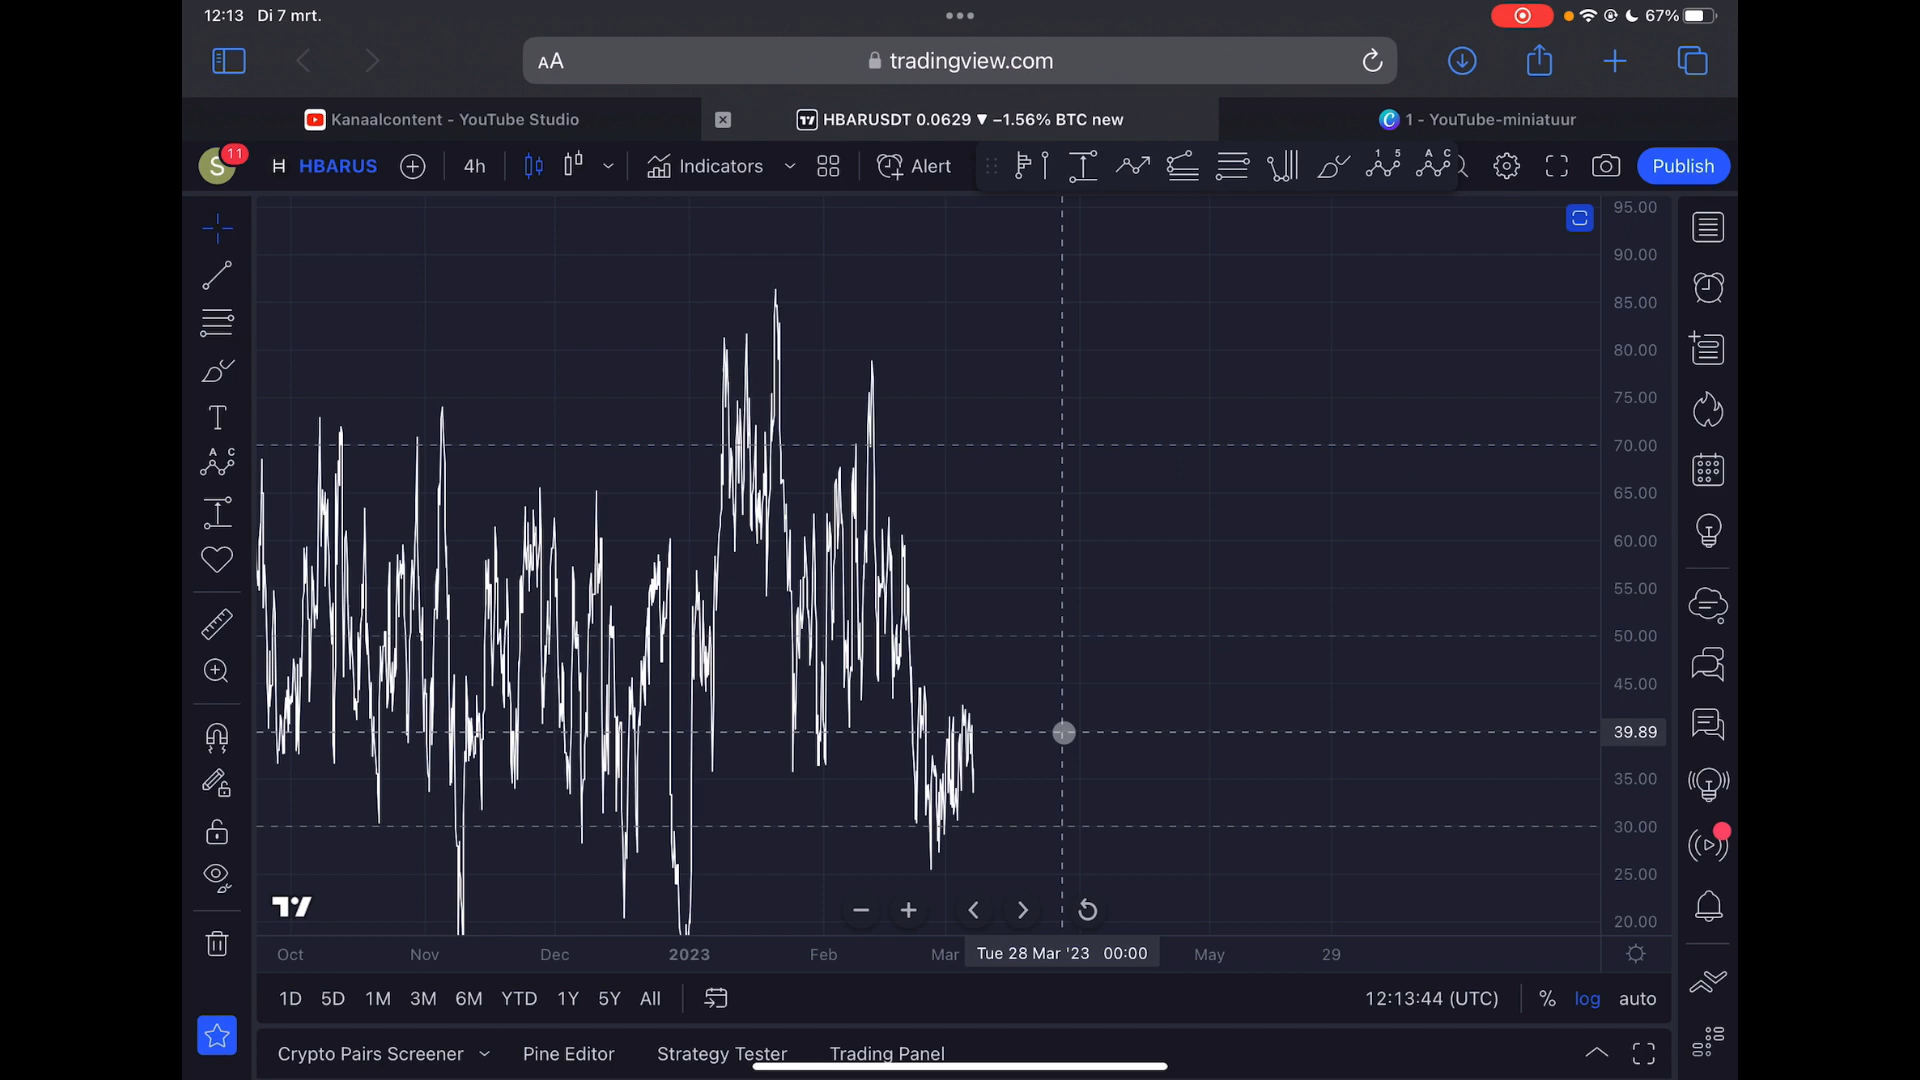 12:13 Di 7 mrt. 67%
AA tradingview.com
Kanaalcontent - YouTube Studio HBARUSDT 0.0629 ▼ −1.56% BTC new 1 - YouTube-miniatuur
S 11 H HBARUS 4h Indicators Alert 1 5 A C Publish
95.00
90.00
85.00
80.00
75.00
70.00
65.00
60.00
55.00
50.00
45.00
39.89
35.00
30.00
25.00
20.00
T
A C
Oct Nov Dec 2023 Feb Mar Tue 28 Mar '23 00:00 May 29
1D 5D 1M 3M 6M YTD 1Y 5Y All 12:13:44 (UTC) % log auto
Crypto Pairs Screener Pine Editor Strategy Tester Trading Panel